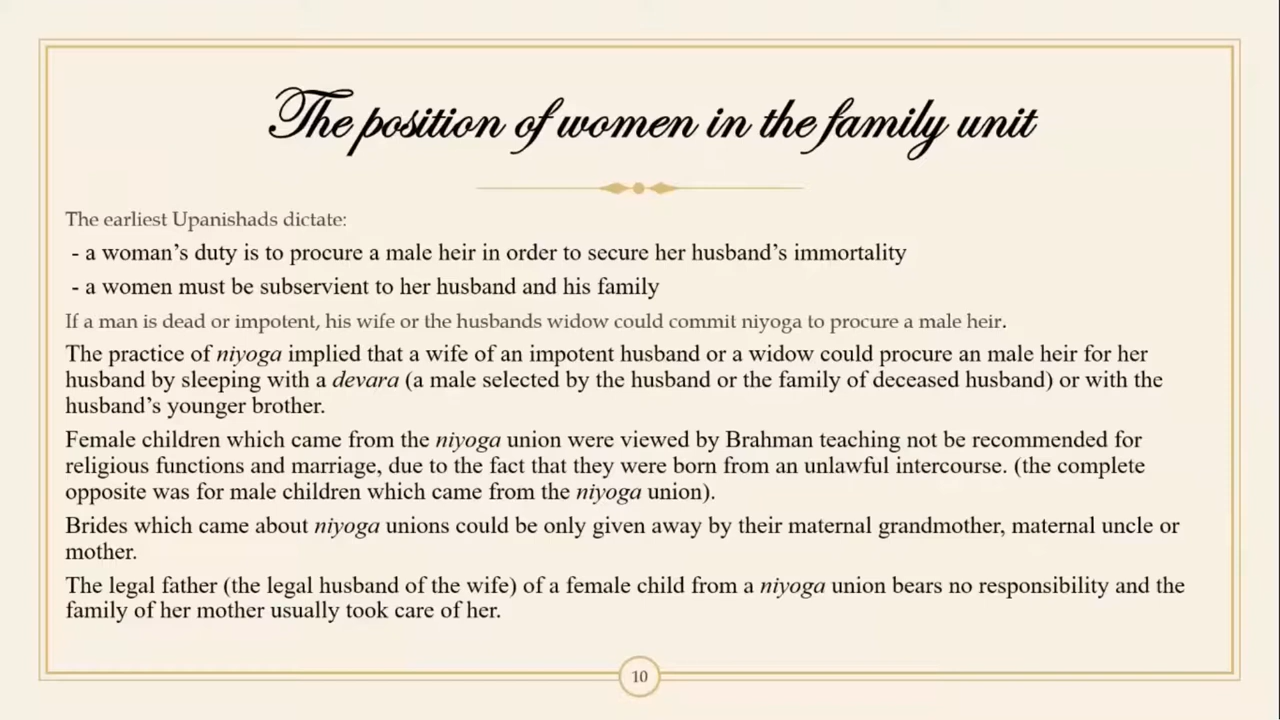 The position of women in the family unit
The earliest Upanishads dictate:
- a woman’s duty is to procure a male heir in order to secure her husband’s immortality
- a women must be subservient to her husband and his family
If a man is dead or impotent, his wife or the husbands widow could commit niyoga to procure a male heir.
The practice of niyoga implied that a wife of an impotent husband or a widow could procure an male heir for her
husband by sleeping with a devara (a male selected by the husband or the family of deceased husband) or with the
husband’s younger brother.
Female children which came from the niyoga union were viewed by Brahman teaching not be recommended for
religious functions and marriage, due to the fact that they were born from an unlawful intercourse. (the complete
opposite was for male children which came from the niyoga union).
Brides which came about niyoga unions could be only given away by their maternal grandmother, maternal uncle or
mother.
The legal father (the legal husband of the wife) of a female child from a niyoga union bears no responsibility and the
family of her mother usually took care of her.
10